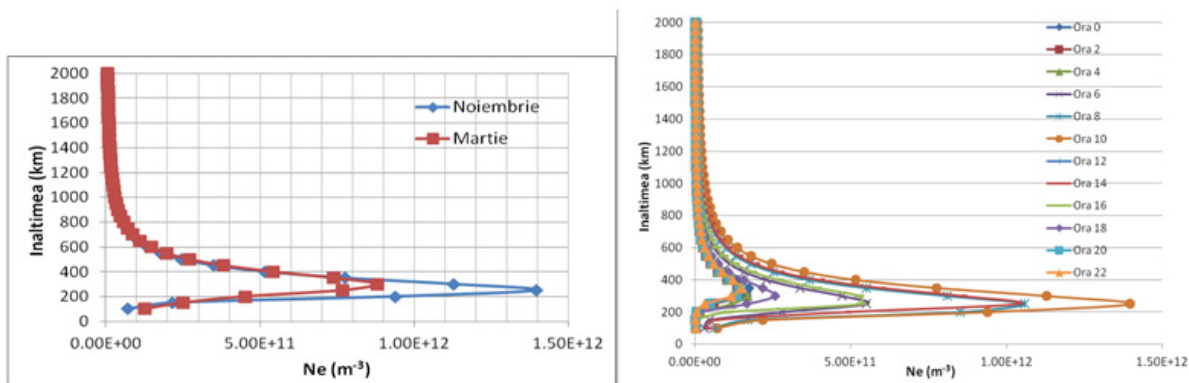 Inaltimea (km)
2000
1800
1600
1400
1200
1000
800
600
400
200
0
0.00E+00 5.00E+11 1.00E+12 1.50E+12
Ne (m⁻³)
Noiembrie
Martie
Inaltimea (km)
2000
1800
1600
1400
1200
1000
800
600
400
200
0
0.00E+00 5.00E+11 1.00E+12 1.50E+12
Ne (m⁻³)
Ora 0
Ora 2
Ora 4
Ora 6
Ora 8
Ora 10
Ora 12
Ora 14
Ora 16
Ora 18
Ora 20
Ora 22